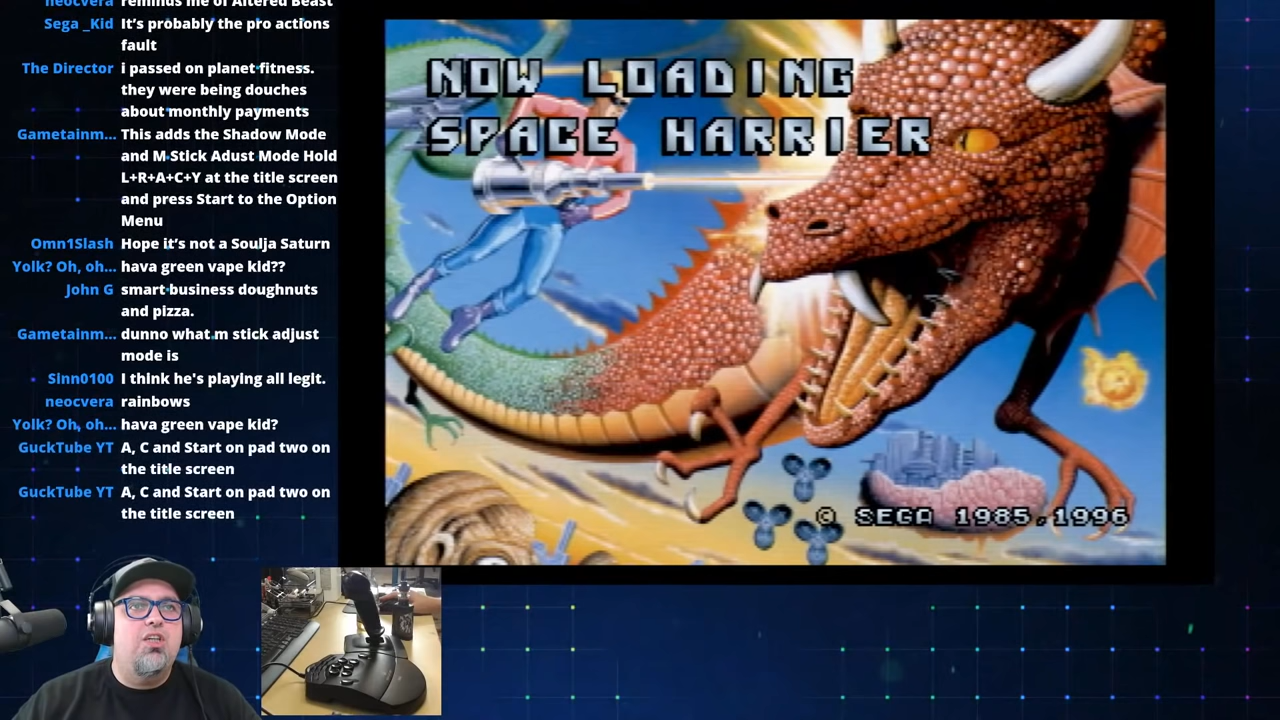 neocvera reminds me of Altered Beast
Sega _Kid It's probably the pro actions
fault
The Director i passed on planet fitness.
they were being douches
about monthly payments
Gametainm... This adds the Shadow Mode
and M Stick Adust Mode Hold
L+R+A+C+Y at the title screen
and press Start to the Option
Menu
Omn1Slash Hope it's not a Soulja Saturn
Yolk? Oh, oh... hava green vape kid??
John G smart business doughnuts
and pizza.
Gametainm... dunno what m stick adjust
mode is
Sinn0100 I think he's playing all legit.
neocvera rainbows
Yolk? Oh, oh... hava green vape kid?
GuckTube YT A, C and Start on pad two on
the title screen
GuckTube YT A, C and Start on pad two on
the title screen
NOW LOADING
SPACE HARRIER
© SEGA 1985,1996